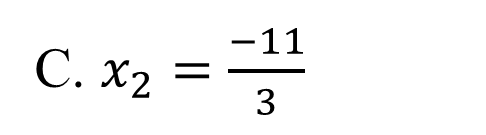 C. x₂ = -11/3